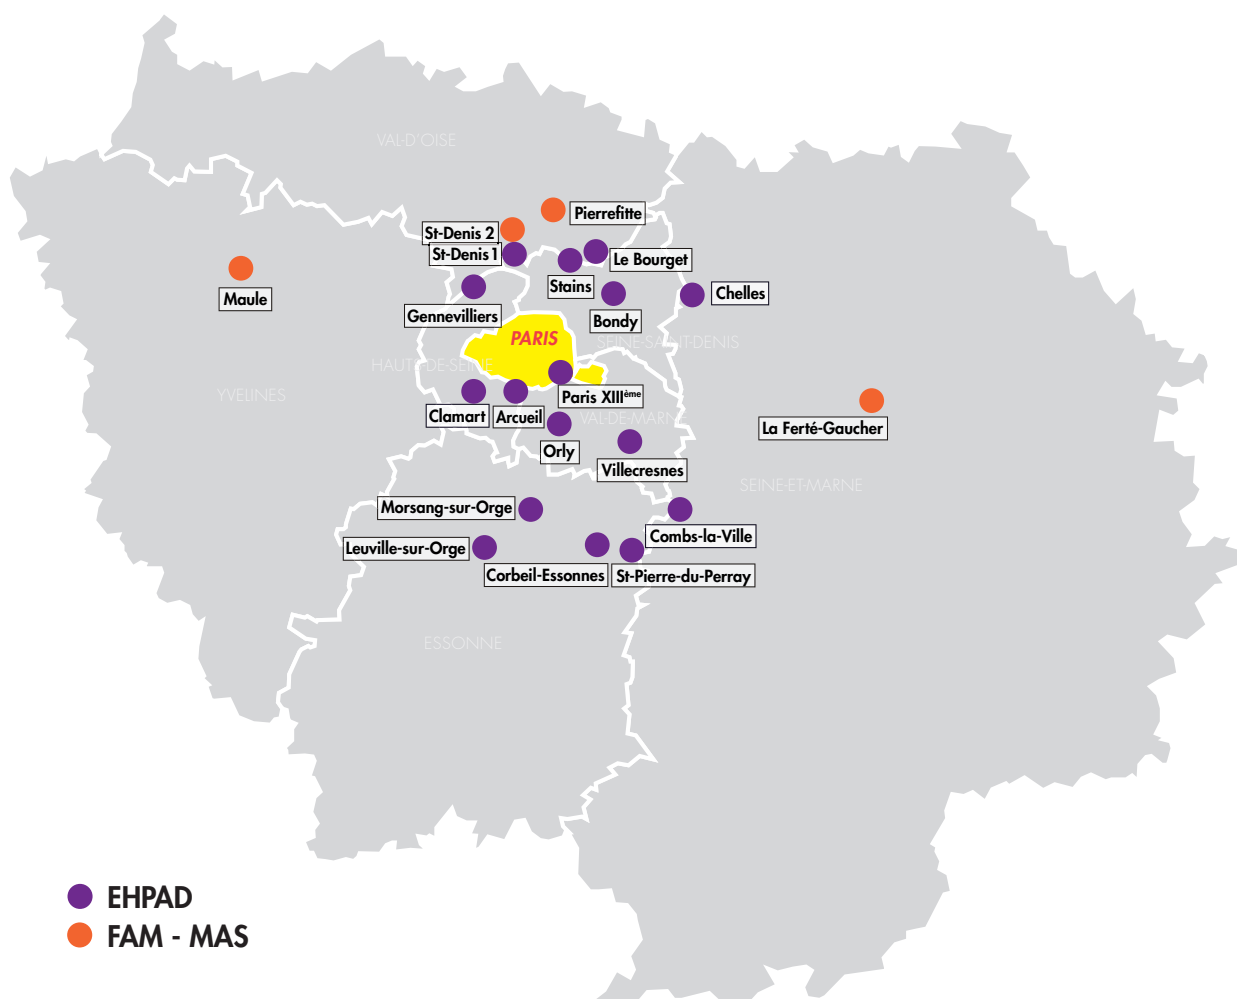 VAL-D'OISE
Pierrefitte
St-Denis 2
St-Denis 1
Le Bourget
Stains
Chelles
Maule
Gennevilliers
Bondy
PARIS
SEINE-SAINT-DENIS
HAUTS-DE-SEINE
YVELINES
Paris XIIIème
Clamart
Arcueil
VAL-DE-MARNE
La Ferté-Gaucher
Orly
Villecresnes
SEINE-ET-MARNE
Morsang-sur-Orge
Combs-la-Ville
Leuville-sur-Orge
Corbeil-Essonnes
St-Pierre-du-Perray
ESSONNE
EHPAD
FAM - MAS